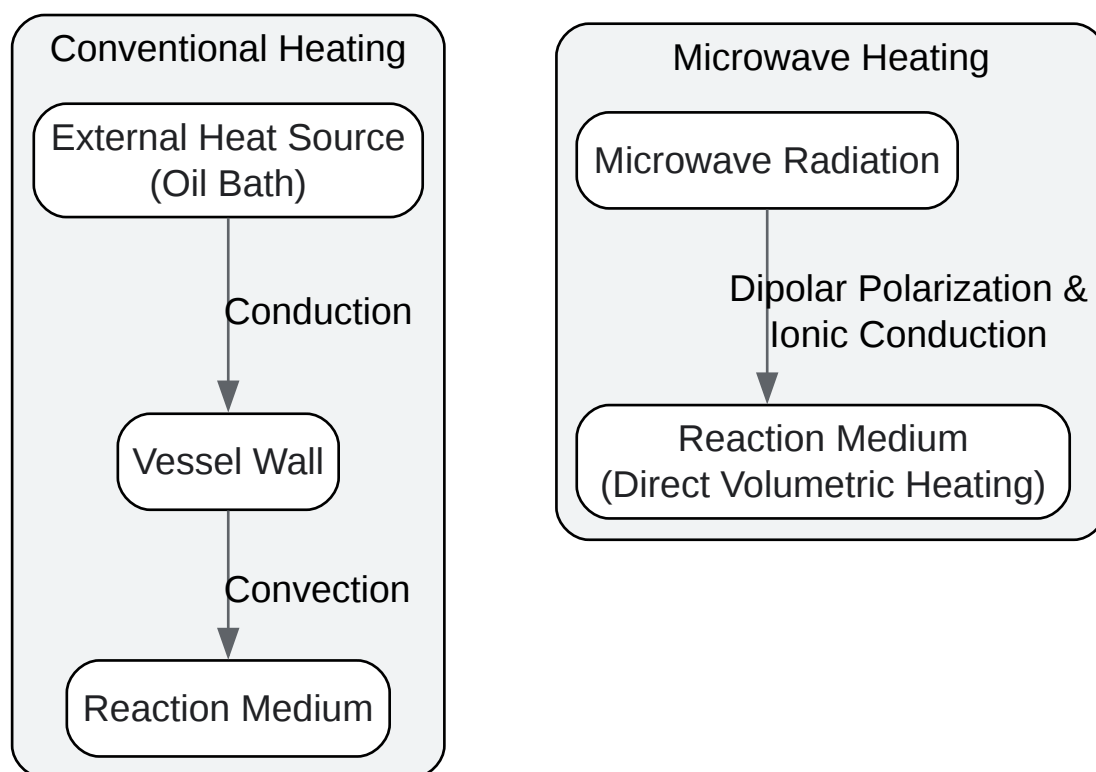 Conventional Heating
External Heat Source
(Oil Bath)
Conduction
Vessel Wall
Convection
Reaction Medium
Microwave Heating
Microwave Radiation
Dipolar Polarization &
Ionic Conduction
Reaction Medium
(Direct Volumetric Heating)